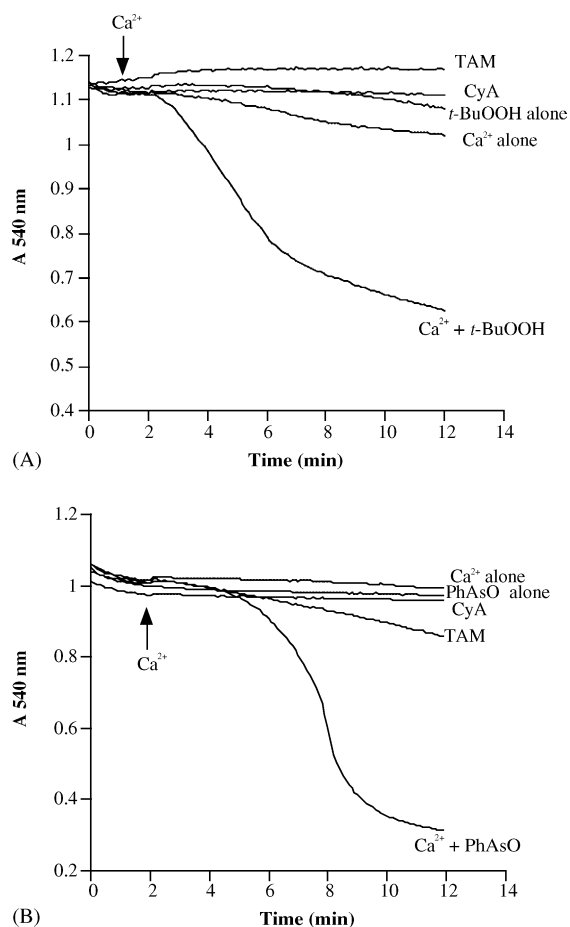 Ca²⁺
1.2
TAM
1.1
CyA
t-BuOOH alone
1
Ca²⁺ alone
0.9
0.8
A 540 nm
0.7
0.6
Ca²⁺ + t-BuOOH
0.5
0.4
0 2 4 6 8 10 12 14
(A)
Time (min)
1.2
1
Ca²⁺ alone
PhAsO alone
CyA
TAM
0.8
Ca²⁺
A 540 nm
0.6
0.4
Ca²⁺ + PhAsO
0.2
0 2 4 6 8 10 12 14
(B)
Time (min)